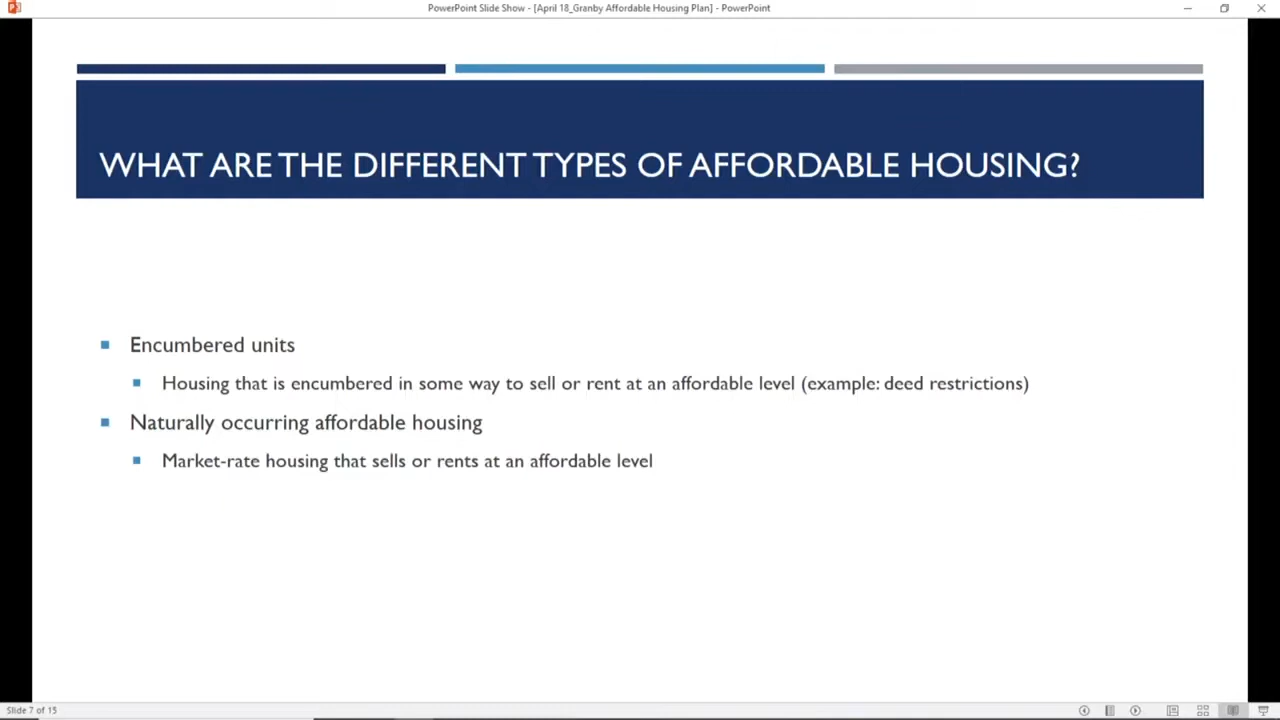 PowerPoint Slide Show - [April 18_Granby Affordable Housing Plan] - PowerPoint
WHAT ARE THE DIFFERENT TYPES OF AFFORDABLE HOUSING?
Encumbered units
Housing that is encumbered in some way to sell or rent at an affordable level (example: deed restrictions)
Naturally occurring affordable housing
Market-rate housing that sells or rents at an affordable level
Slide 7 of 15